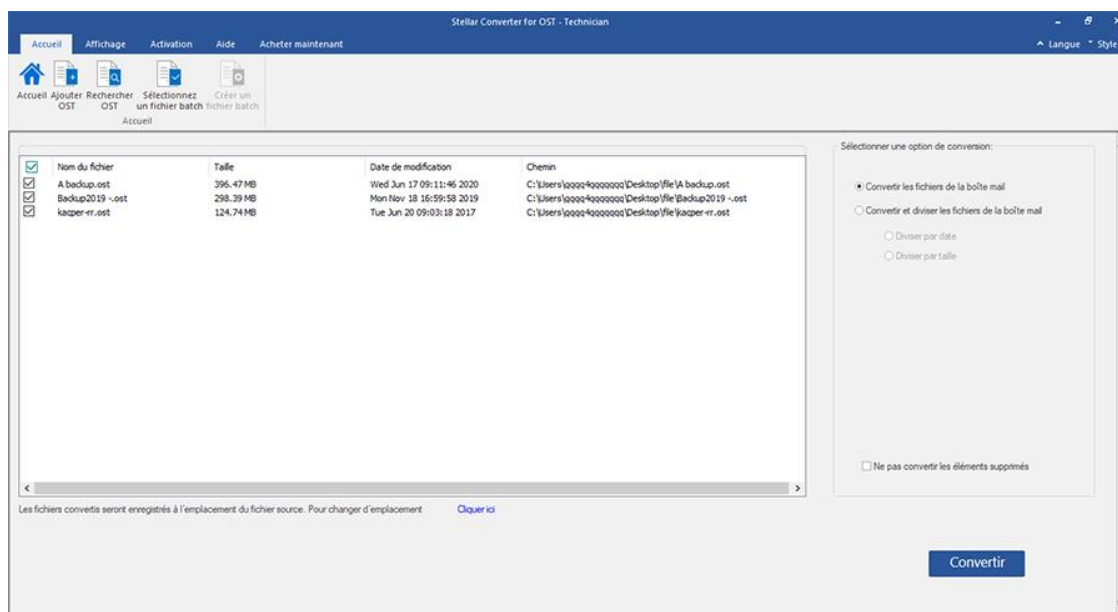 Stellar Converter for OST - Technician
Accueil Affichage Activation Aide Acheter maintenant Langue Style
Accueil Ajouter OST Rechercher OST Sélectionnez un fichier batch Créer un fichier batch
Accueil
Sélectionner une option de conversion:
Nom du fichier Taille Date de modification Chemin
A backup.ost 396.47 MB Wed Jun 17 09:11:46 2020 C:\Users\qqqq4qqqqqqq\Desktop\file\A backup.ost
Backup2019 -.ost 298.39 MB Mon Nov 18 16:59:58 2019 C:\Users\qqqq4qqqqqqq\Desktop\file\Backup2019 -.ost
kacper-rr.ost 124.74 MB Tue Jun 20 09:03:18 2017 C:\Users\qqqq4qqqqqqq\Desktop\file\kacper-rr.ost
Convertir les fichiers de la boîte mail
Convertir et diviser les fichiers de la boîte mail
Diviser par date
Diviser par taille
Ne pas convertir les éléments supprimés
Les fichiers convertis seront enregistrés à l'emplacement du fichier source. Pour changer d'emplacement Cliquer ici
Convertir